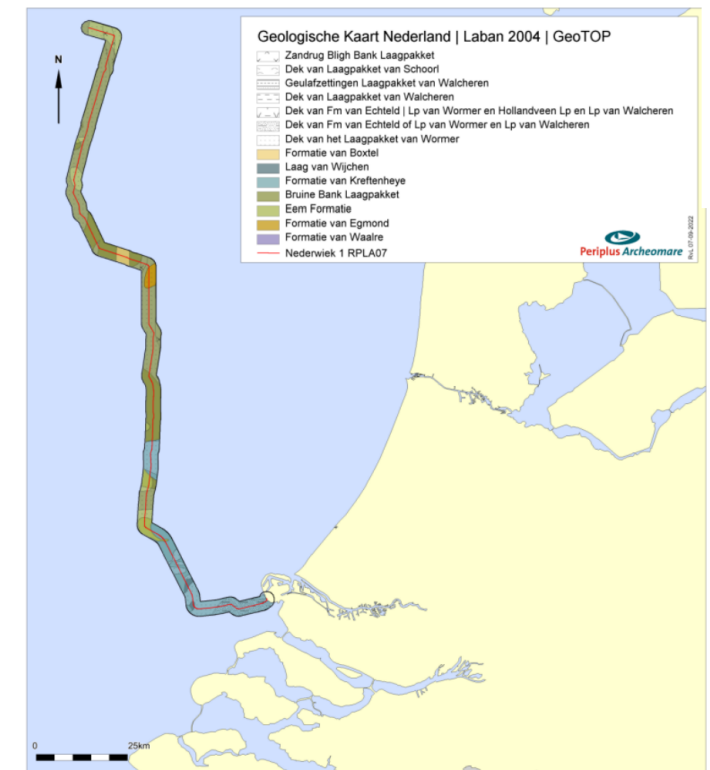 Geologische Kaart Nederland | Laban 2004 | GeoTOP
Zandrug Bligh Bank Laagpakket
Dek van Laagpakket van Schoorl
Geulafzettingen Laagpakket van Walcheren
Dek van Laagpakket van Walcheren
Dek van Fm van Echteld | Lp van Wormer en Hollandveen Lp en Lp van Walcheren
Dek van Fm van Echteld of Lp van Wormer en Lp van Walcheren
Dek van het Laagpakket van Wormer
Formatie van Boxtel
Laag van Wijchen
Formatie van Kreftenheye
Bruine Bank Laagpakket
Eem Formatie
Formatie van Egmond
Formatie van Waalre
Nederwiek 1 RPLA07
Periplus Archeomare
RvL 07-09-2022
N
0 25km